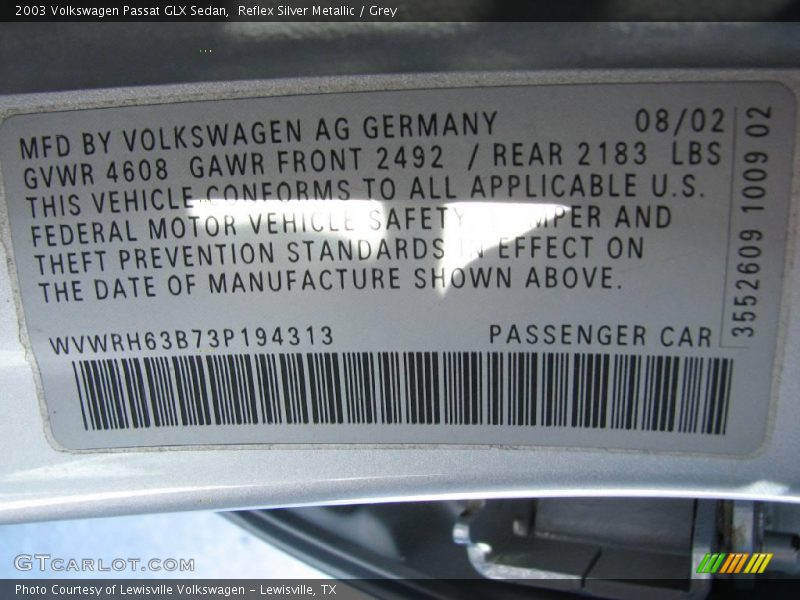 2003 Volkswagen Passat GLX Sedan,  Reflex Silver Metallic / Grey
MFD BY VOLKSWAGEN AG GERMANY 08/02
GVWR 4608 GAWR FRONT 2492 / REAR 2183 LBS
THIS VEHICLE CONFORMS TO ALL APPLICABLE U.S.
FEDERAL MOTOR VEHICLE SAFETY, BUMPER AND
THEFT PREVENTION STANDARDS IN EFFECT ON
THE DATE OF MANUFACTURE SHOWN ABOVE.
WVWRH63B73P194313 PASSENGER CAR
3552609 1009 02
GTCARLOT.COM
Photo Courtesy of Lewisville Volkswagen - Lewisville, TX